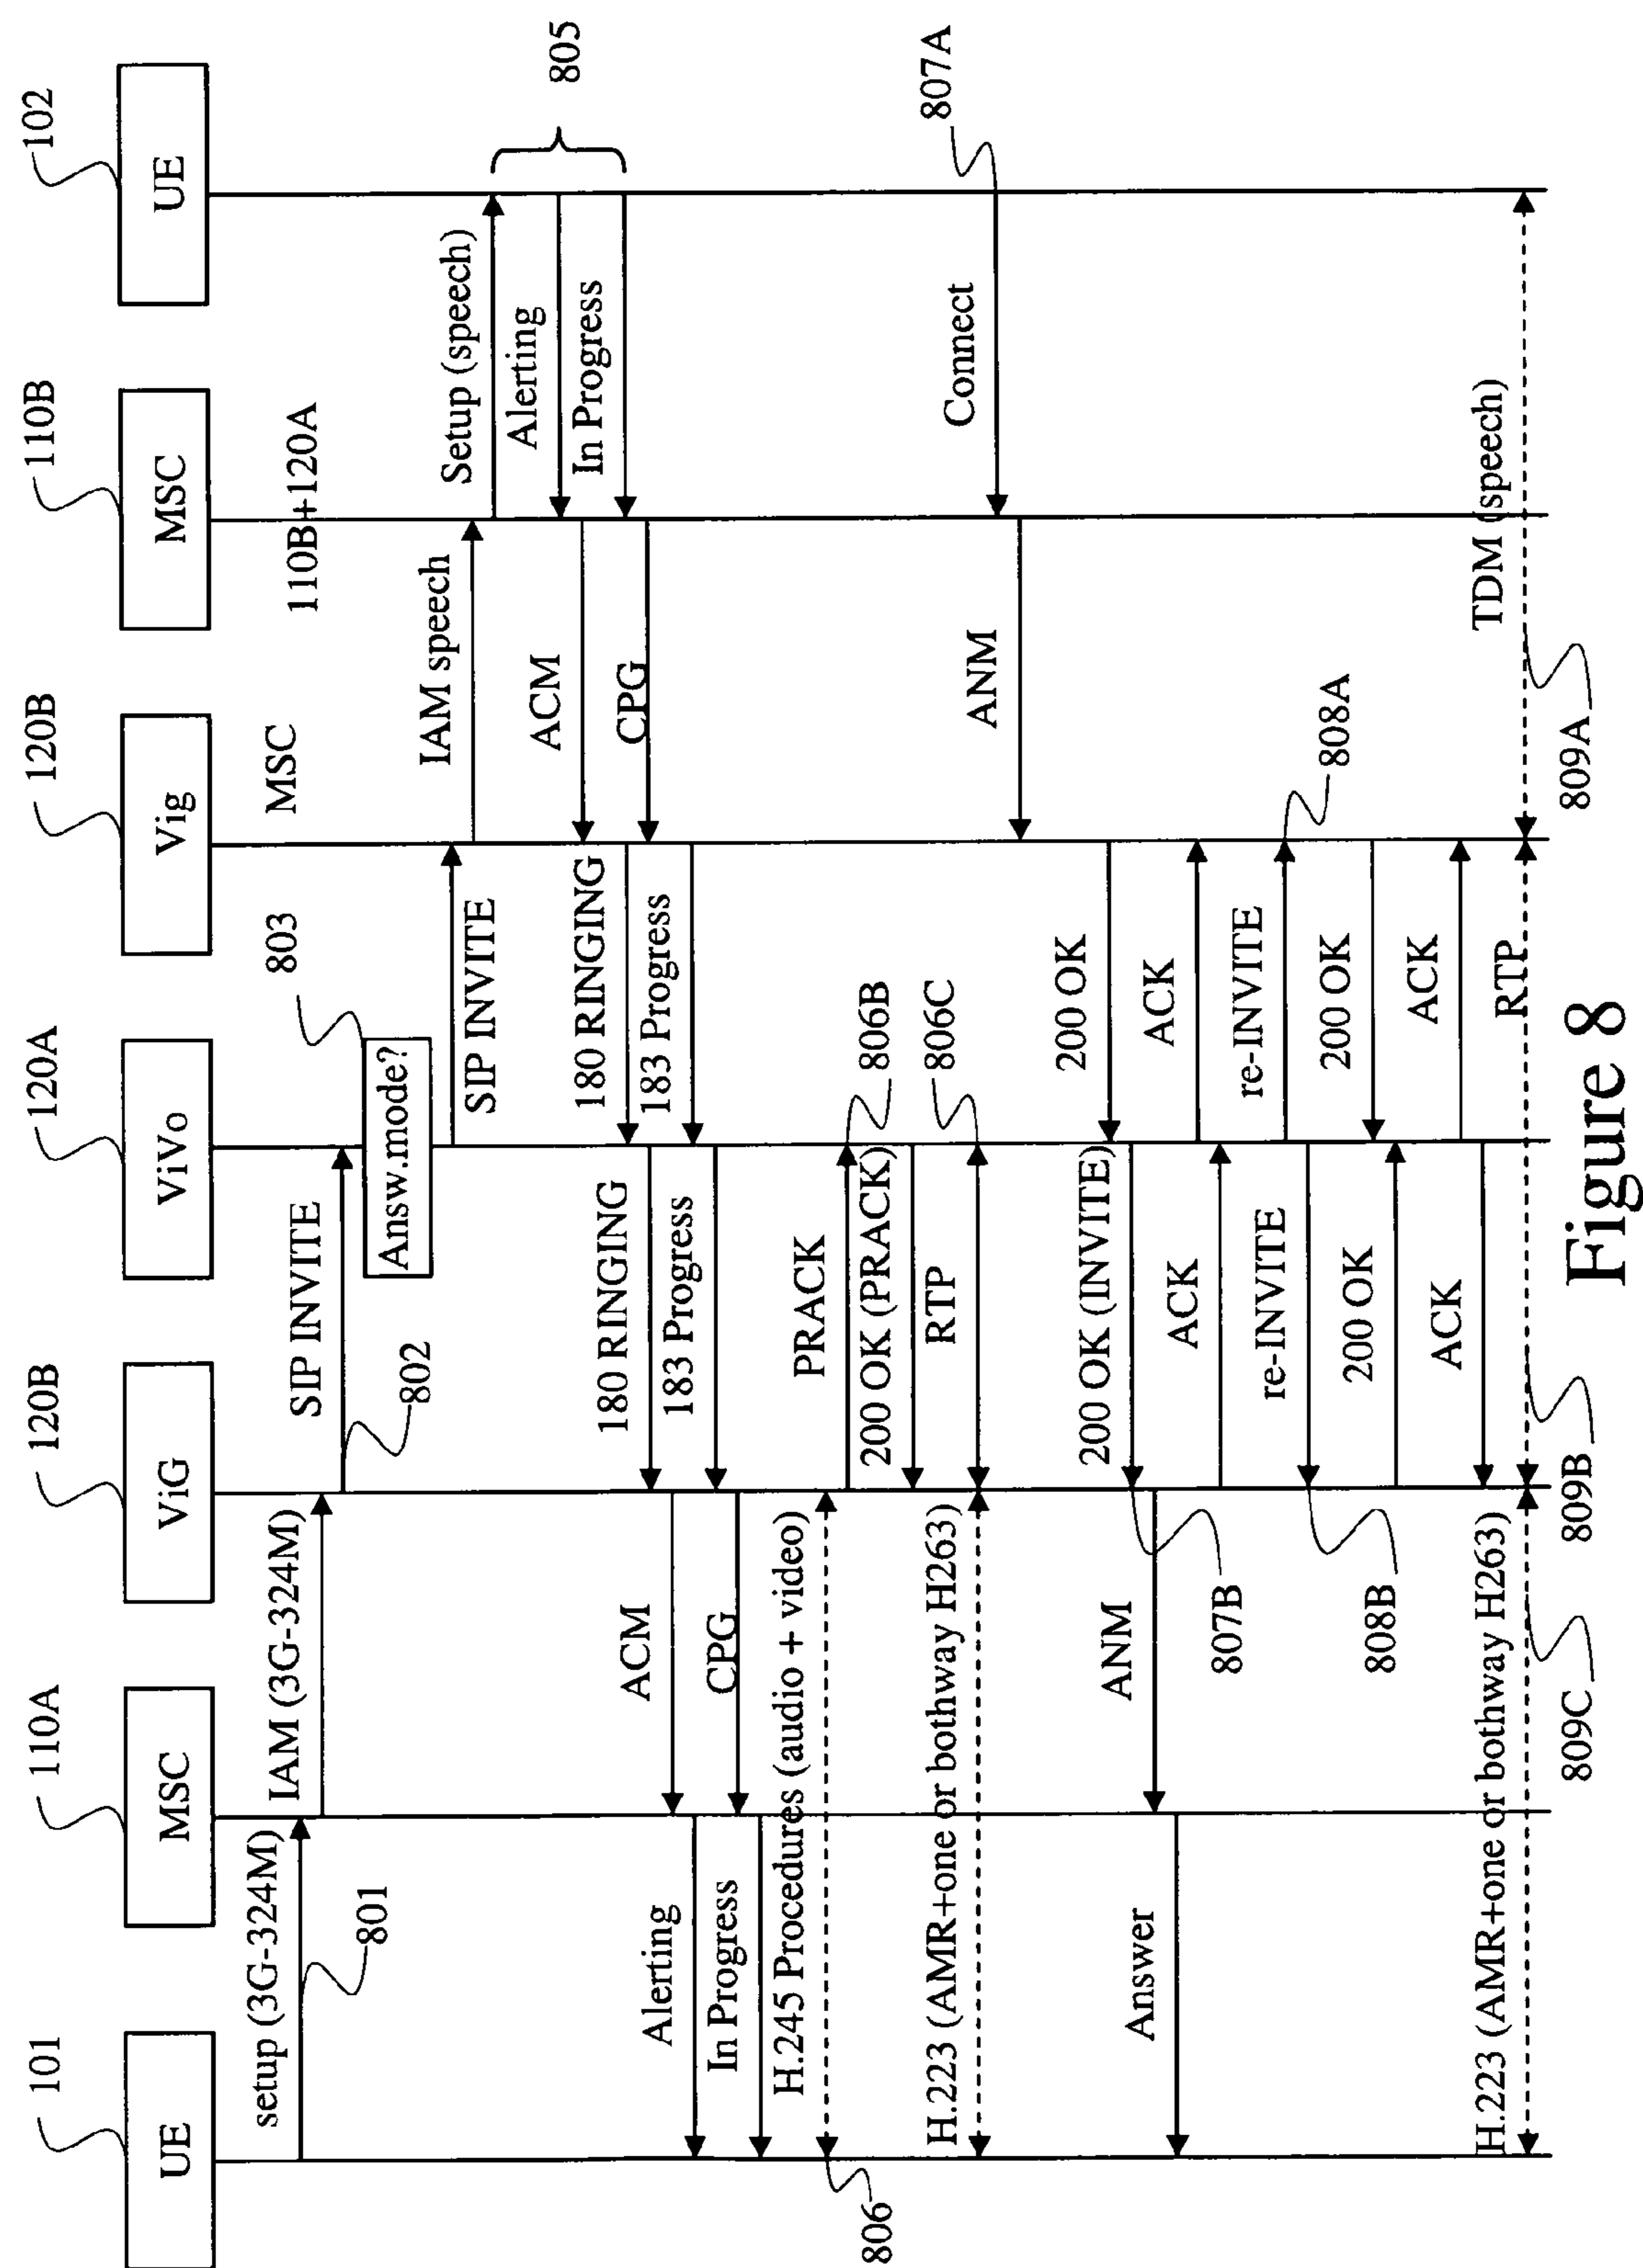 101
110A
120B
120A
120B
110B
102
UE
MSC
ViG
ViVo
Vig
MSC
UE
setup (3G-324M)
801
IAM (3G-324M)
SIP INVITE
802
803
Answ.mode?
MSC
110B+120A
SIP INVITE
IAM speech
Setup (speech)
Alerting
In Progress
805
ACM
CPG
180 RINGING
183 Progress
180 RINGING
183 Progress
ACM
CPG
Alerting
In Progress
H.245 Procedures (audio + video)
806
PRACK
806B
200 OK (PRACK)
RTP
806C
H.223 (AMR+one or bothway H263)
Connect
807A
ANM
200 OK
200 OK (INVITE)
807B
ANM
Answer
ACK
ACK
re-INVITE
808A
re-INVITE
808B
200 OK
200 OK
ACK
ACK
H.223 (AMR+one or bothway H263)
RTP
TDM (speech)
809C
809B
809A
Figure 8